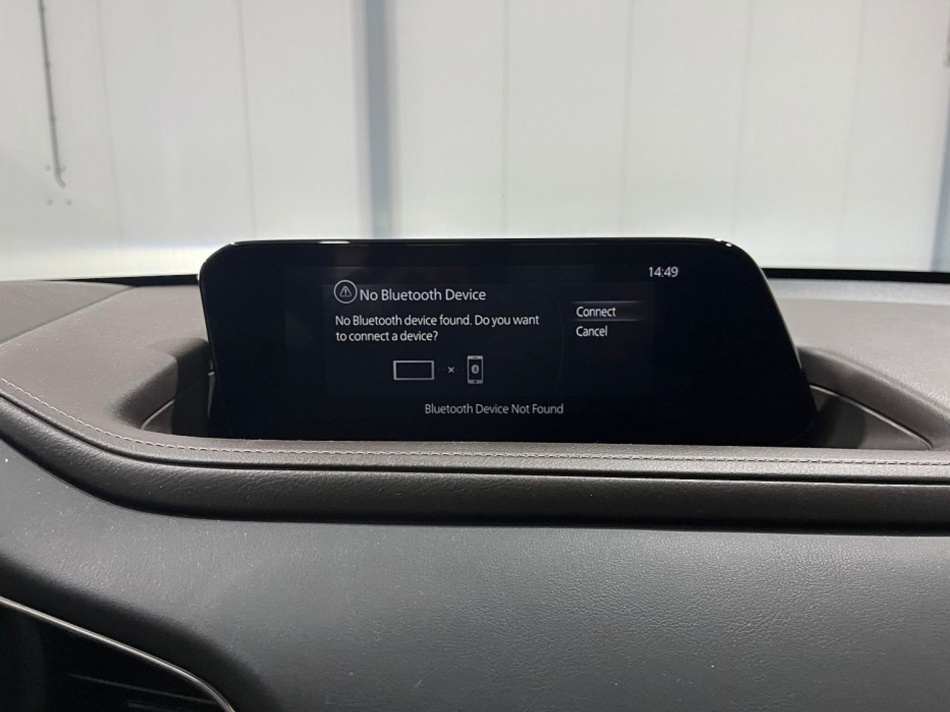 14:49
No Bluetooth Device
No Bluetooth device found. Do you want
to connect a device?
Connect
Cancel
Bluetooth Device Not Found